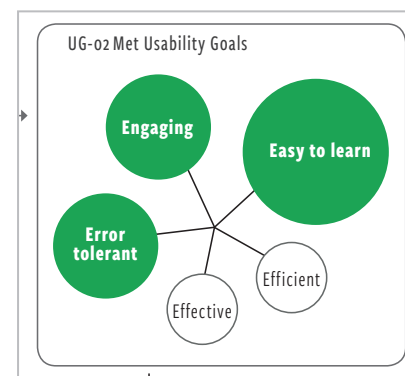 UG-02 Met Usability Goals
Engaging
Easy to learn
Error
tolerant
Efficient
Effective